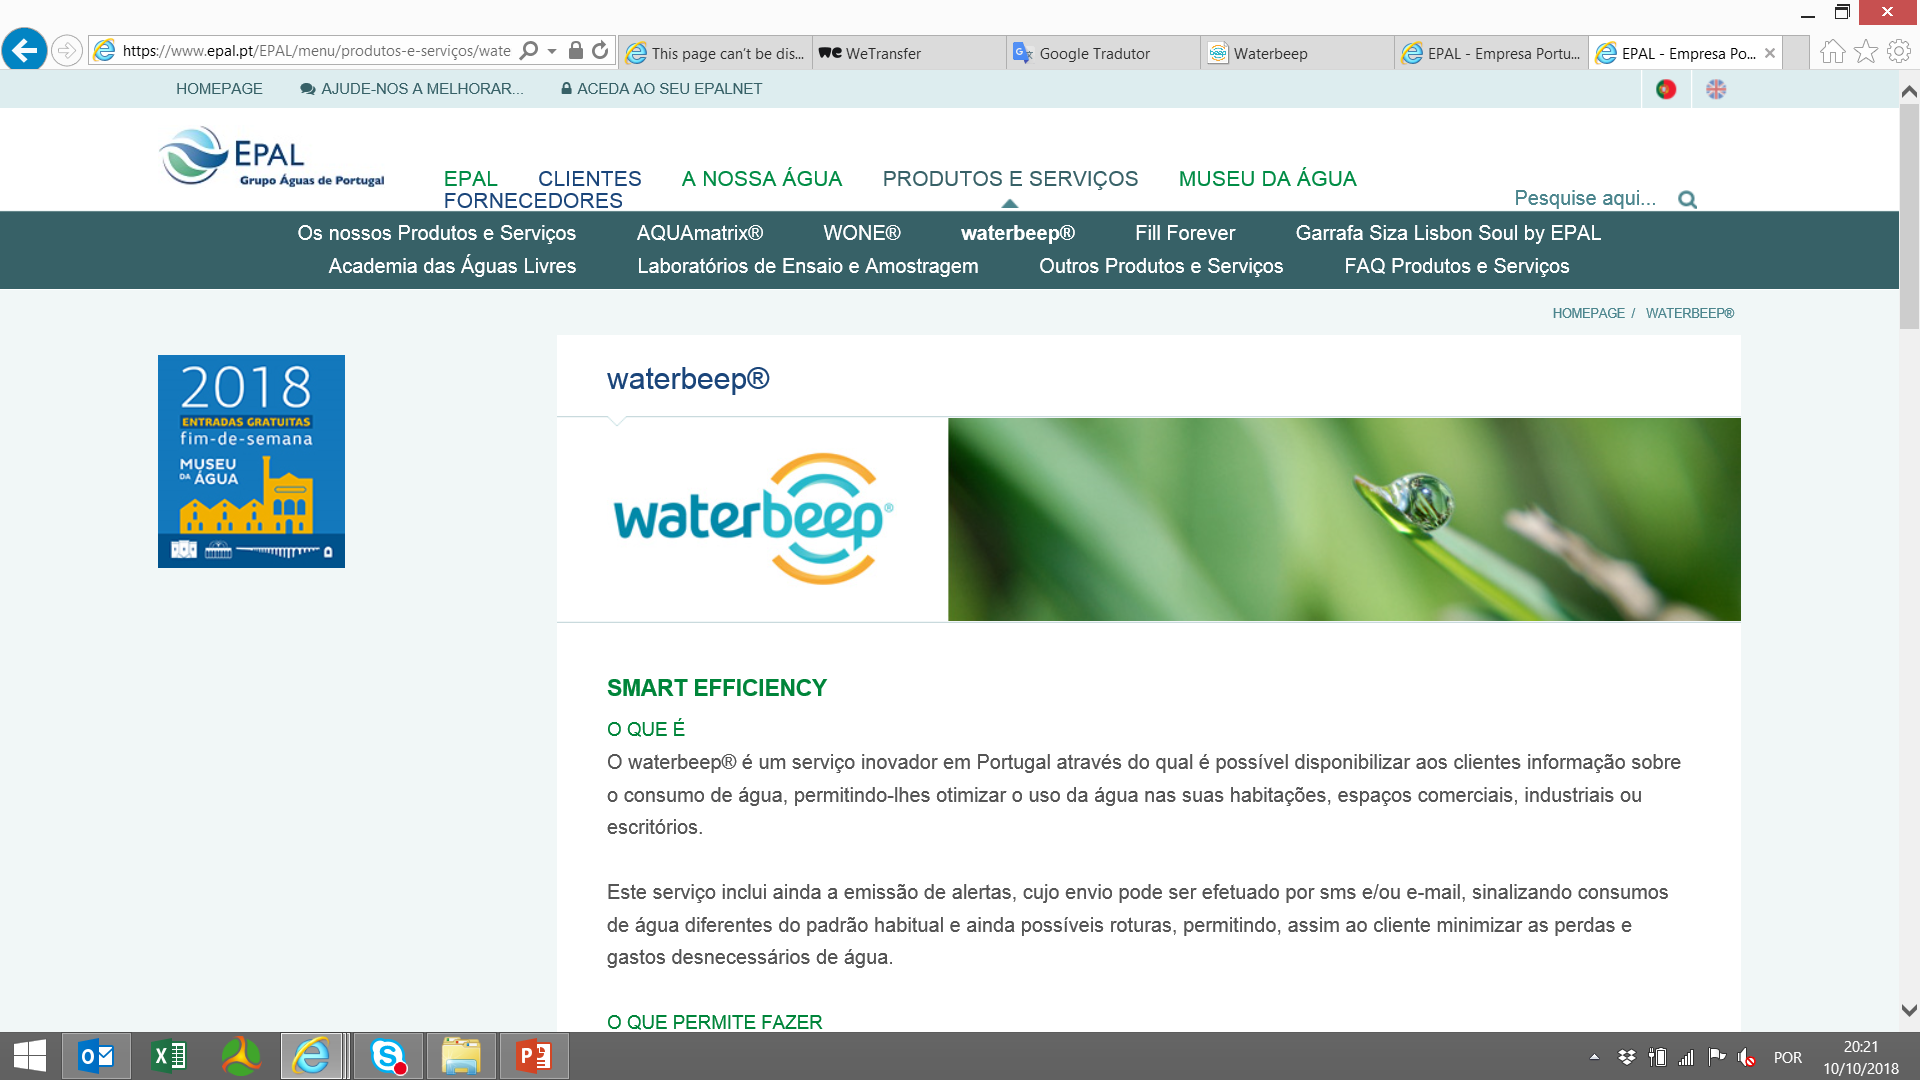 https://www.epal.pt/EPAL/menu/produtos-e-serviços/wate
This page can't be dis...
we WeTransfer
Google Tradutor
Waterbeep
EPAL - Empresa Portu...
EPAL - Empresa Po...
HOMEPAGE
AJUDE-NOS A MELHORAR...
ACEDA AO SEU EPALNET
EPAL
Grupo Águas de Portugal
EPAL CLIENTES A NOSSA ÁGUA PRODUTOS E SERVIÇOS MUSEU DA ÁGUA
FORNECEDORES
Pesquise aqui...
Os nossos Produtos e Serviços AQUAmatrix® WONE® waterbeep® Fill Forever Garrafa Siza Lisbon Soul by EPAL
Academia das Águas Livres Laboratórios de Ensaio e Amostragem Outros Produtos e Serviços FAQ Produtos e Serviços
HOMEPAGE / WATERBEEP®
2018
ENTRADAS GRATUITAS
fim-de-semana
MUSEU
DA ÁGUA
waterbeep®
waterbeep®
SMART EFFICIENCY
O QUE É
O waterbeep® é um serviço inovador em Portugal através do qual é possível disponibilizar aos clientes informação sobre
o consumo de água, permitindo-lhes otimizar o uso da água nas suas habitações, espaços comerciais, industriais ou
escritórios.
Este serviço inclui ainda a emissão de alertas, cujo envio pode ser efetuado por sms e/ou e-mail, sinalizando consumos
de água diferentes do padrão habitual e ainda possíveis roturas, permitindo, assim ao cliente minimizar as perdas e
gastos desnecessários de água.
O QUE PERMITE FAZER
POR
20:21
10/10/2018